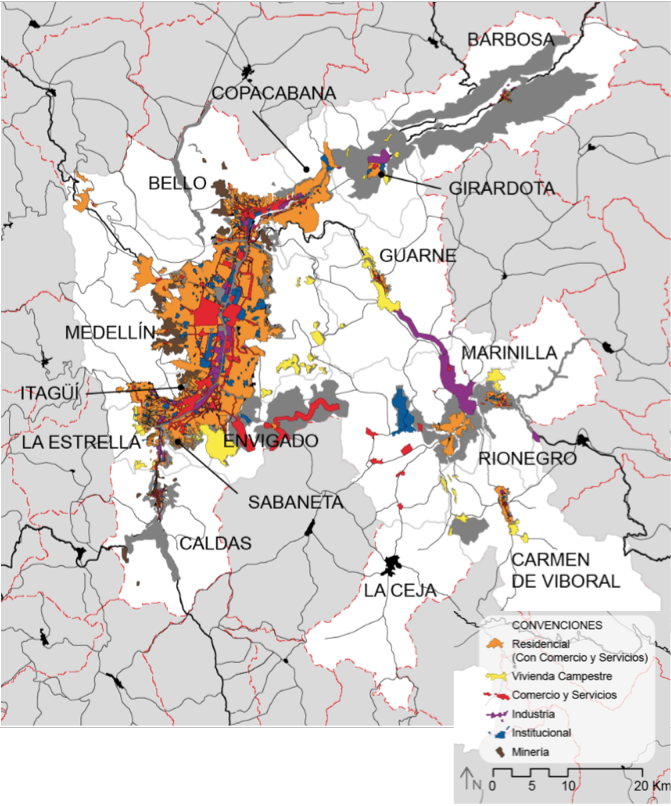 BARBOSA
COPACABANA
BELLO
GIRARDOTA
GUARNE
MEDELLÍN
MARINILLA
ITAGÜÍ
LA ESTRELLA
ENVIGADO
RIONEGRO
SABANETA
CALDAS
CARMEN
DE VIBORAL
LA CEJA
CONVENCIONES
Residencial
(Con Comercio y Servicios)
Vivienda Campestre
Comercio y Servicios
Industria
Institucional
Minería
N
0 5 10 20 Km